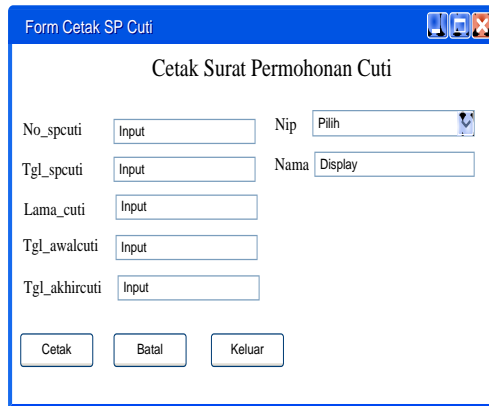 Form Cetak SP Cuti
Cetak Surat Permohonan Cuti
No_spcuti Input
Tgl_spcuti Input
Lama_cuti Input
Tgl_awalcuti Input
Tgl_akhircuti Input
Nip Pilih
Nama Display
Cetak Batal Keluar